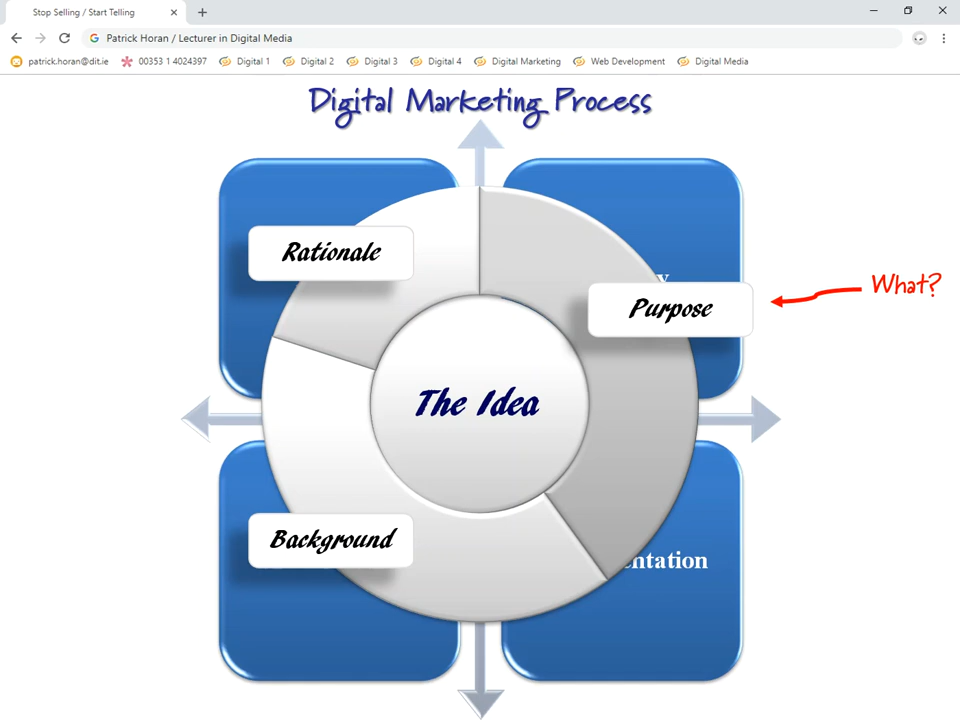 Stop Selling / Start Telling
Patrick Horan / Lecturer in Digital Media
patrick.horan@dit.ie 00353 1 4024397 Digital 1 Digital 2 Digital 3 Digital 4 Digital Marketing Web Development Digital Media
Digital Marketing Process
Rationale
What?
Purpose
The Idea
Background